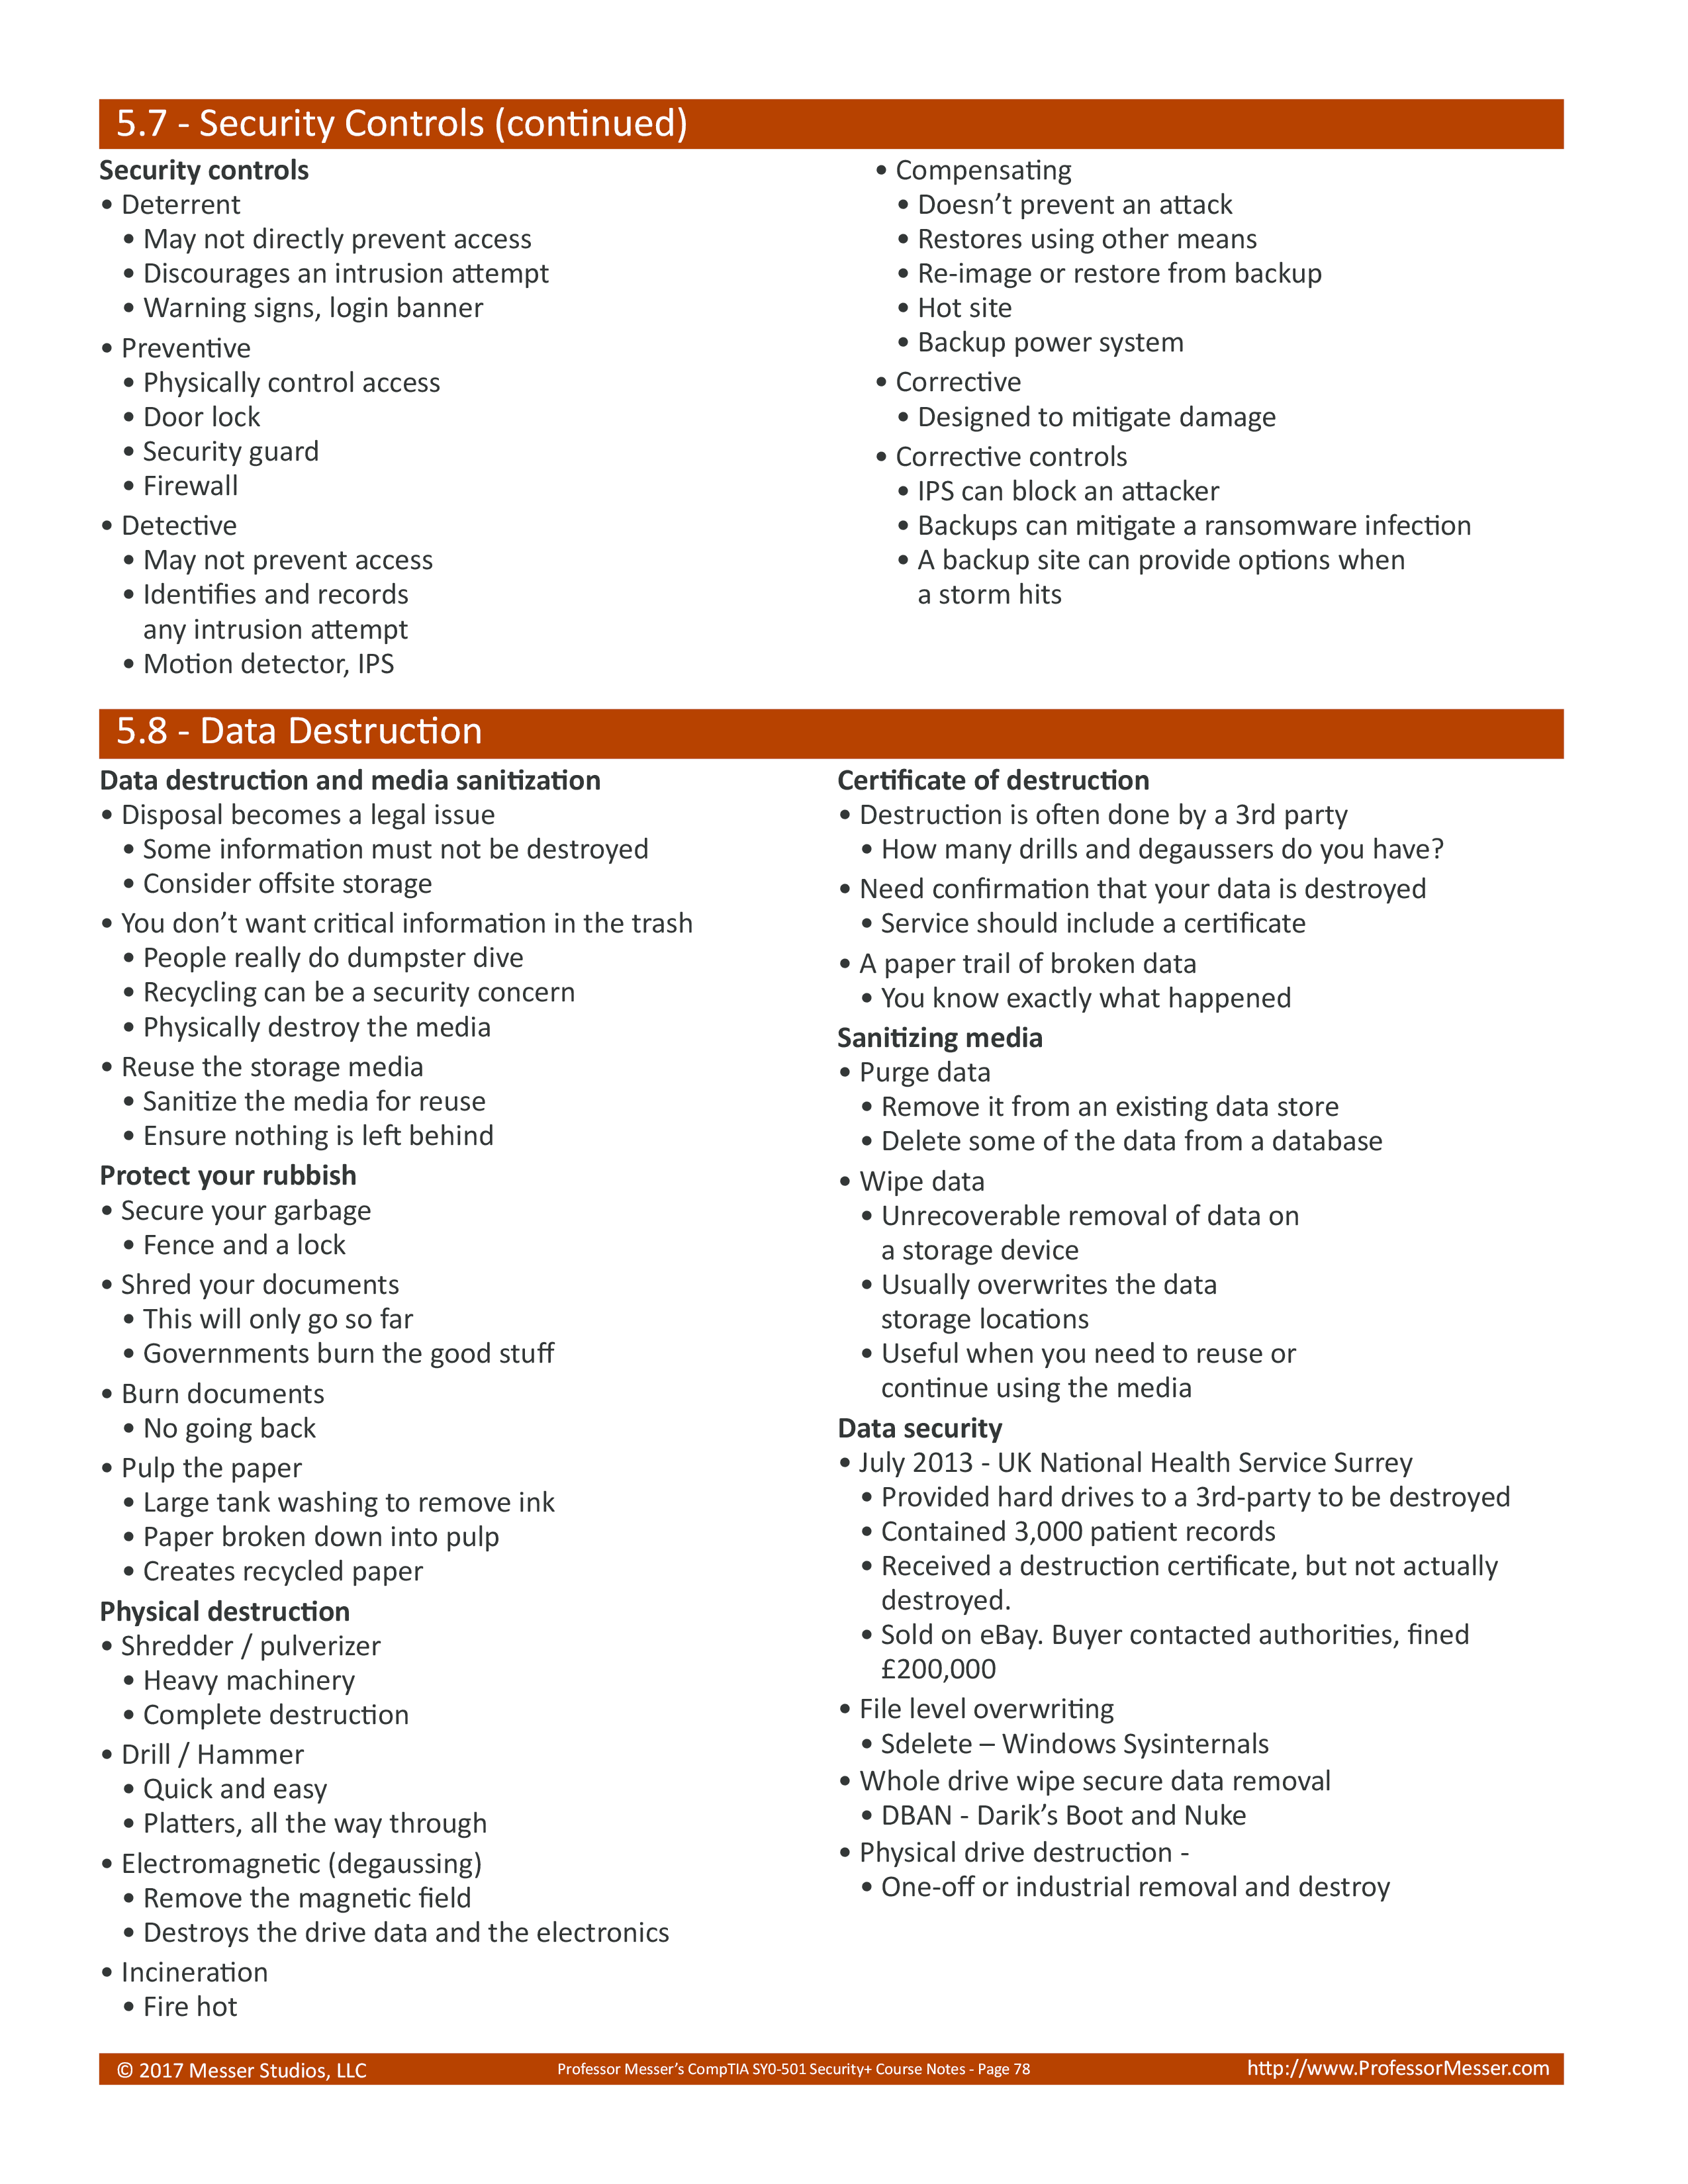 5.7 - Security Controls (continued)
Security controls
• Deterrent
• May not directly prevent access
• Discourages an intrusion attempt
• Warning signs, login banner
• Preventive
• Physically control access
• Door lock
• Security guard
• Firewall
• Detective
• May not prevent access
• Identifies and records
any intrusion attempt
• Motion detector, IPS
• Compensating
• Doesn’t prevent an attack
• Restores using other means
• Re-image or restore from backup
• Hot site
• Backup power system
• Corrective
• Designed to mitigate damage
• Corrective controls
• IPS can block an attacker
• Backups can mitigate a ransomware infection
• A backup site can provide options when
a storm hits
5.8 - Data Destruction
Data destruction and media sanitization
• Disposal becomes a legal issue
• Some information must not be destroyed
• Consider offsite storage
• You don’t want critical information in the trash
• People really do dumpster dive
• Recycling can be a security concern
• Physically destroy the media
• Reuse the storage media
• Sanitize the media for reuse
• Ensure nothing is left behind
Protect your rubbish
• Secure your garbage
• Fence and a lock
• Shred your documents
• This will only go so far
• Governments burn the good stuff
• Burn documents
• No going back
• Pulp the paper
• Large tank washing to remove ink
• Paper broken down into pulp
• Creates recycled paper
Physical destruction
• Shredder / pulverizer
• Heavy machinery
• Complete destruction
• Drill / Hammer
• Quick and easy
• Platters, all the way through
• Electromagnetic (degaussing)
• Remove the magnetic field
• Destroys the drive data and the electronics
• Incineration
• Fire hot
Certificate of destruction
• Destruction is often done by a 3rd party
• How many drills and degaussers do you have?
• Need confirmation that your data is destroyed
• Service should include a certificate
• A paper trail of broken data
• You know exactly what happened
Sanitizing media
• Purge data
• Remove it from an existing data store
• Delete some of the data from a database
• Wipe data
• Unrecoverable removal of data on
a storage device
• Usually overwrites the data
storage locations
• Useful when you need to reuse or
continue using the media
Data security
• July 2013 - UK National Health Service Surrey
• Provided hard drives to a 3rd-party to be destroyed
• Contained 3,000 patient records
• Received a destruction certificate, but not actually
destroyed.
• Sold on eBay. Buyer contacted authorities, fined
£200,000
• File level overwriting
• Sdelete – Windows Sysinternals
• Whole drive wipe secure data removal
• DBAN - Darik’s Boot and Nuke
• Physical drive destruction -
• One-off or industrial removal and destroy
© 2017 Messer Studios, LLC
Professor Messer’s CompTIA SY0-501 Security+ Course Notes - Page 78
http://www.ProfessorMesser.com